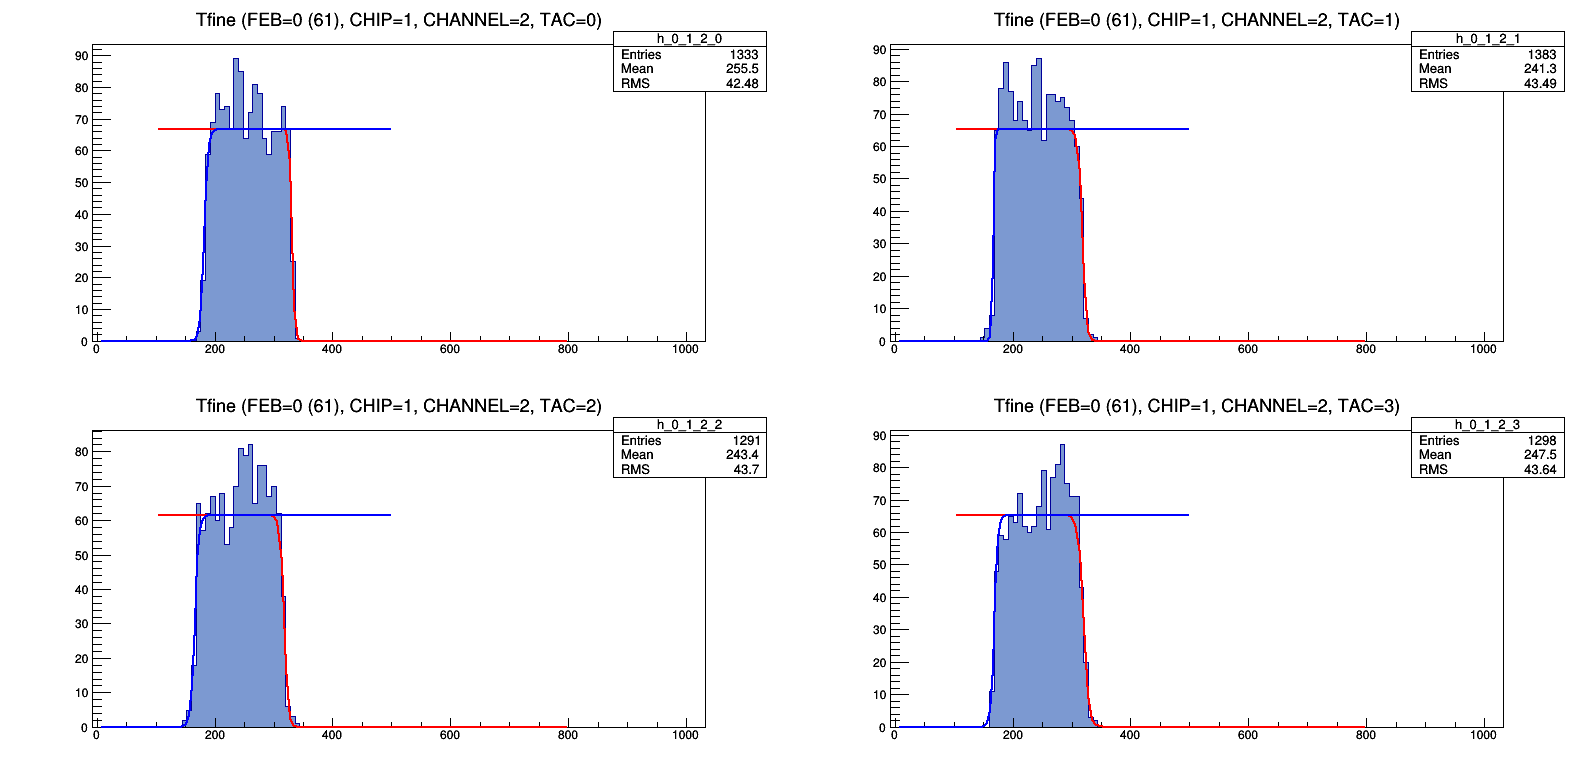 Tfine (FEB=0 (61), CHIP=1, CHANNEL=2, TAC=0)
h_0_1_2_0
Entries 1333
Mean 255.5
RMS 42.48
90
80
70
60
50
40
30
20
10
0
0 200 400 600 800 1000
Tfine (FEB=0 (61), CHIP=1, CHANNEL=2, TAC=1)
h_0_1_2_1
Entries 1383
Mean 241.3
RMS 43.49
90
80
70
60
50
40
30
20
10
0
0 200 400 600 800 1000
Tfine (FEB=0 (61), CHIP=1, CHANNEL=2, TAC=2)
h_0_1_2_2
Entries 1291
Mean 243.4
RMS 43.7
80
70
60
50
40
30
20
10
0
0 200 400 600 800 1000
Tfine (FEB=0 (61), CHIP=1, CHANNEL=2, TAC=3)
h_0_1_2_3
Entries 1298
Mean 247.5
RMS 43.64
90
80
70
60
50
40
30
20
10
0
0 200 400 600 800 1000